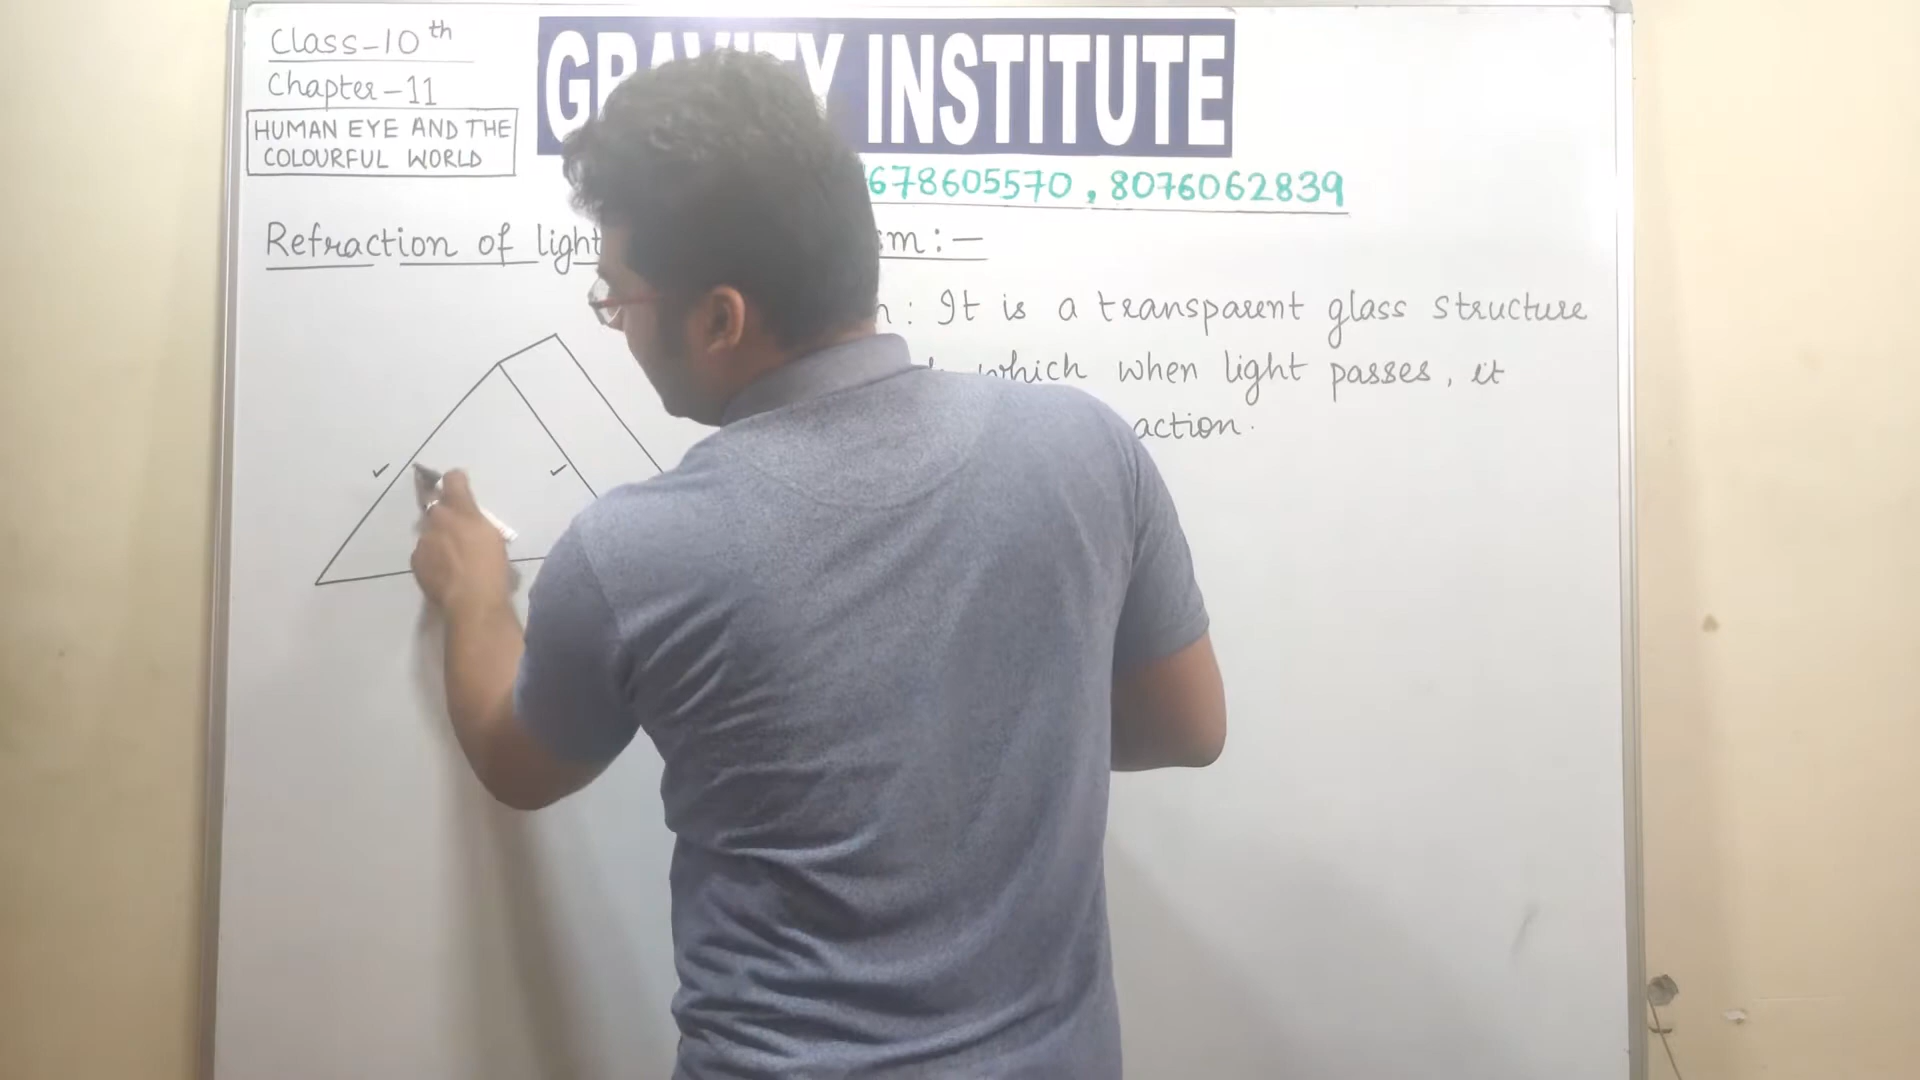 Class-10th
Chapter-11
HUMAN EYE AND THE
COLOURFUL WORLD
GRAVITY INSTITUTE
678605570, 8076062839
Refraction of light
m:-
: It is a transparent glass structure
which when light passes, it
action.